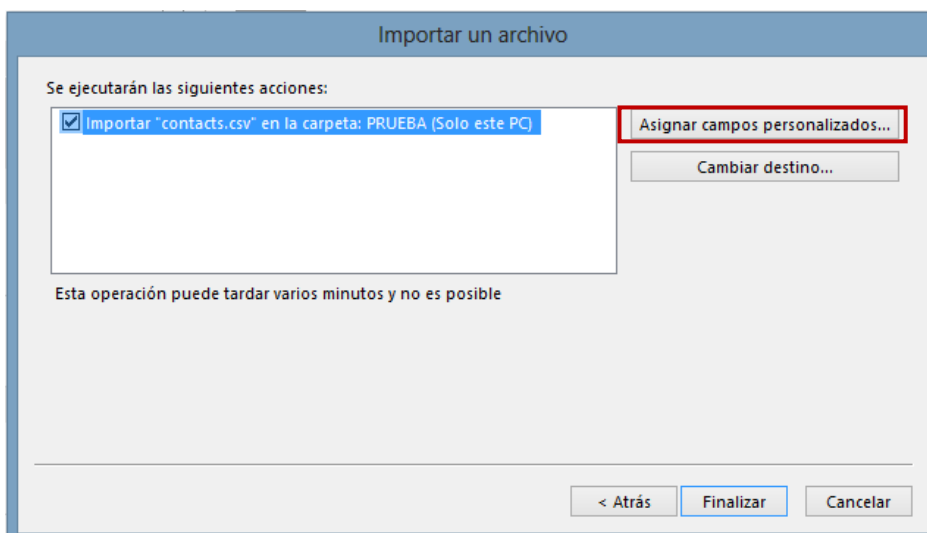 Importar un archivo
Se ejecutarán las siguientes acciones:
Importar "contacts.csv" en la carpeta: PRUEBA (Solo este PC)
Asignar campos personalizados...
Cambiar destino...
Esta operación puede tardar varios minutos y no es posible
< Atrás
Finalizar
Cancelar